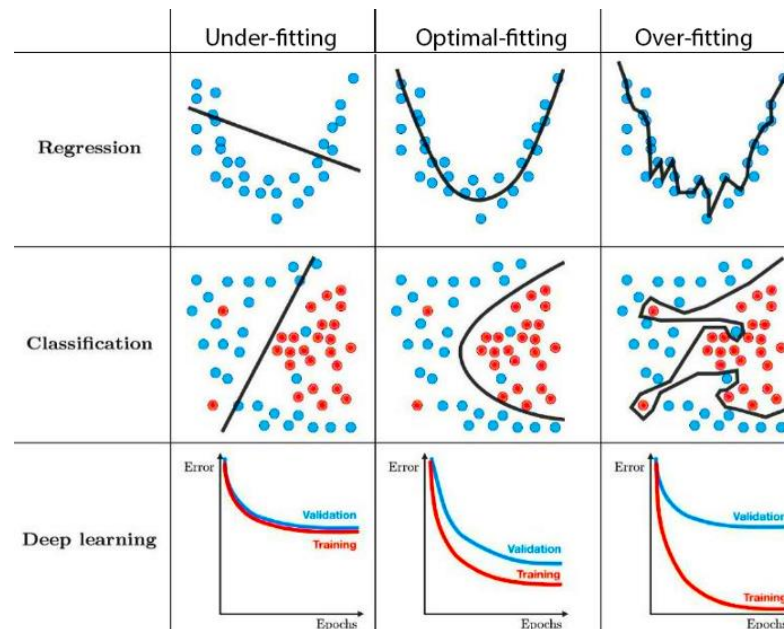 Under-fitting
Optimal-fitting
Over-fitting
Regression
Classification
Deep learning
Error
Validation
Training
Epochs
Error
Validation
Training
Epochs
Error
Validation
Training
Epochs